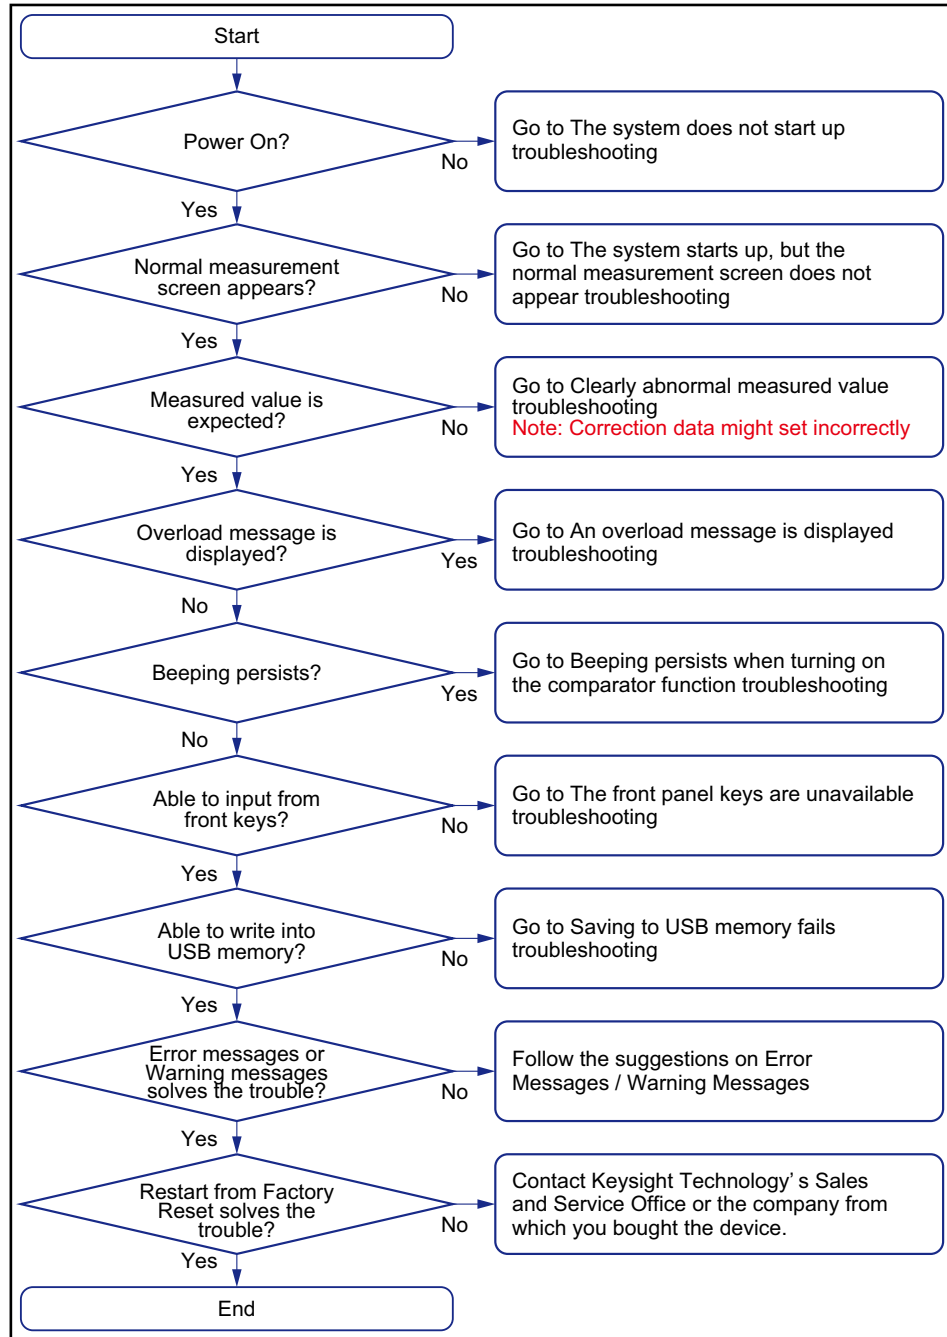 Start
Power On?
No
Go to The system does not start up
troubleshooting
Yes
Normal measurement
screen appears?
No
Go to The system starts up, but the
normal measurement screen does not
appear troubleshooting
Yes
Measured value is
expected?
No
Go to Clearly abnormal measured value
troubleshooting
Note: Correction data might set incorrectly
Yes
Overload message is
displayed?
Yes
Go to An overload message is displayed
troubleshooting
No
Beeping persists?
Yes
Go to Beeping persists when turning on
the comparator function troubleshooting
No
Able to input from
front keys?
No
Go to The front panel keys are unavailable
troubleshooting
Yes
Able to write into
USB memory?
No
Go to Saving to USB memory fails
troubleshooting
Yes
Error messages or
Warning messages
solves the trouble?
No
Follow the suggestions on Error
Messages / Warning Messages
Yes
Restart from Factory
Reset solves the
trouble?
No
Contact Keysight Technology’ s Sales
and Service Office or the company from
which you bought the device.
Yes
End